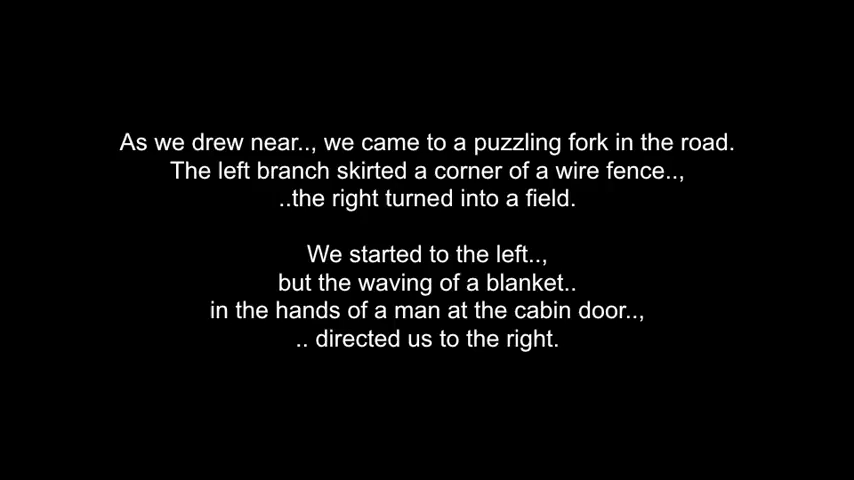 As we drew near.., we came to a puzzling fork in the road.
The left branch skirted a corner of a wire fence..,
..the right turned into a field.
We started to the left..,
but the waving of a blanket..
in the hands of a man at the cabin door..,
.. directed us to the right.